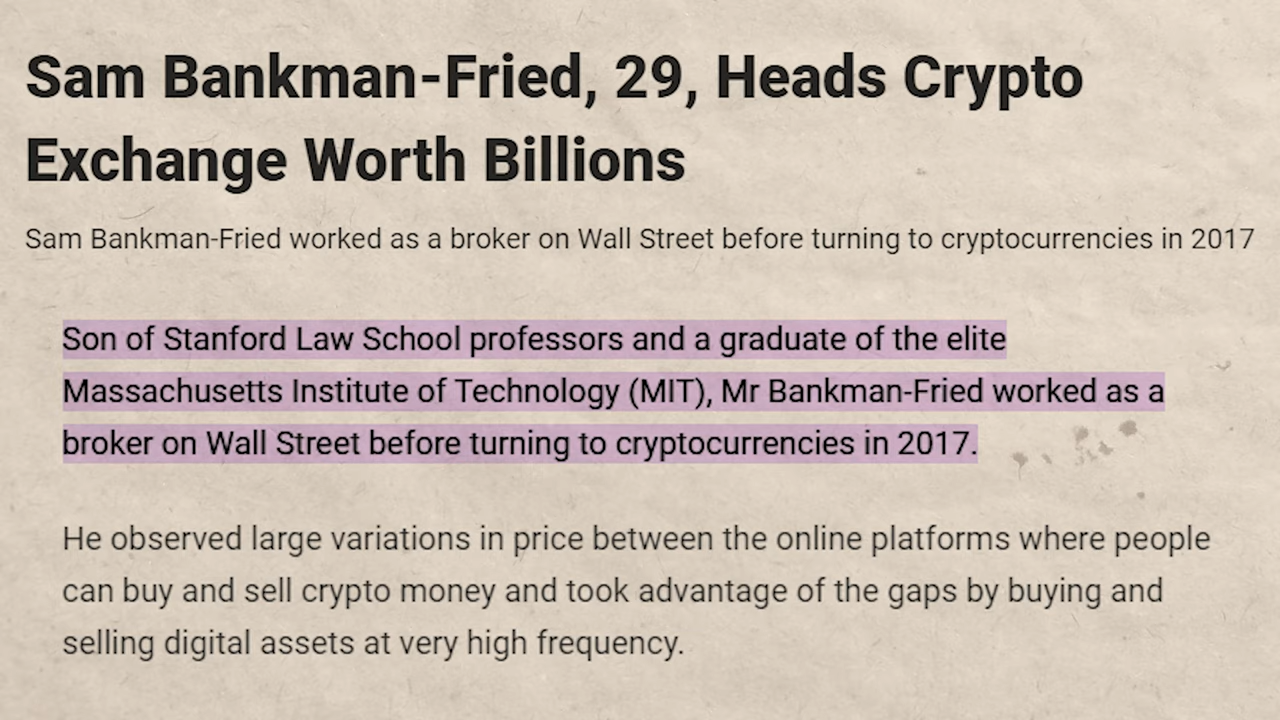 Sam Bankman-Fried, 29, Heads Crypto
Exchange Worth Billions
Sam Bankman-Fried worked as a broker on Wall Street before turning to cryptocurrencies in 2017
Son of Stanford Law School professors and a graduate of the elite
Massachusetts Institute of Technology (MIT), Mr Bankman-Fried worked as a
broker on Wall Street before turning to cryptocurrencies in 2017.
He observed large variations in price between the online platforms where people
can buy and sell crypto money and took advantage of the gaps by buying and
selling digital assets at very high frequency.